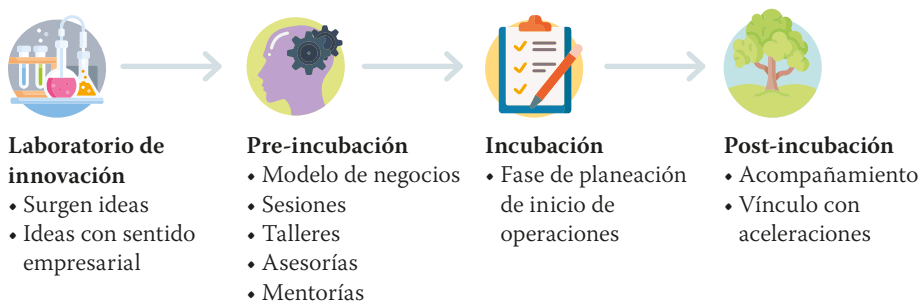 Laboratorio de
innovación
• Surgen ideas
• Ideas con sentido
empresarial
Pre-incubación
• Modelo de negocios
• Sesiones
• Talleres
• Asesorías
• Mentorías
Incubación
• Fase de planeación
de inicio de
operaciones
Post-incubación
• Acompañamiento
• Vínculo con
aceleraciones